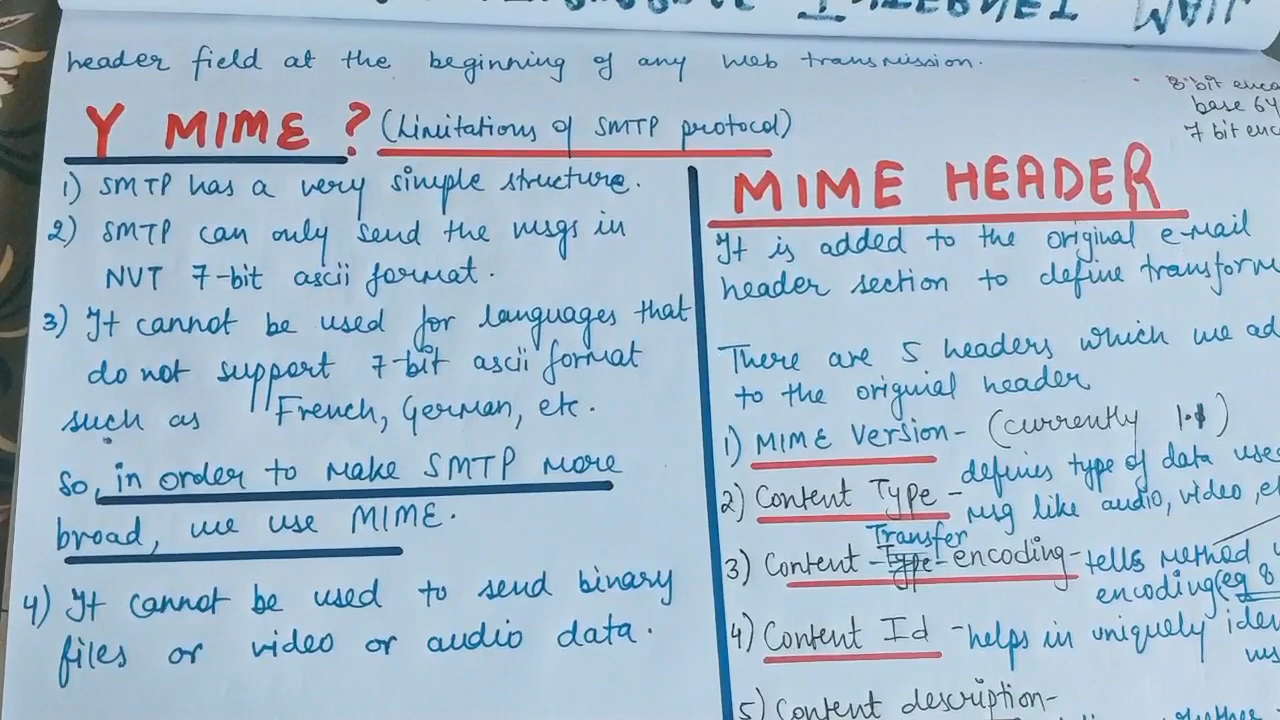 header field at the beginning of any web transmission.
Y MIME ? (Limitations of SMTP protocol)
1) SMTP has a very simple structure.
2) SMTP can only send the msgs in
NVT 7-bit ascii format.
3) It cannot be used for languages that
do not support 7-bit ascii format
such as French, German, etc.
So, in order to make SMTP more
broad, we use MIME.
4) It cannot be used to send binary
files or video or audio data.
8 bit
base 64
7 bit
MIME HEADER
It is added to the original e-mail
header section to define
There are 5 headers which we
to the original header
1) MIME Version - (currently 1.1)
2) Content Type - defines type of data
msg like audio, video,
3) Content - Transfer - encoding - tells method
encoding (eg 8
4) Content Id - helps in uniquely
5) Content description -